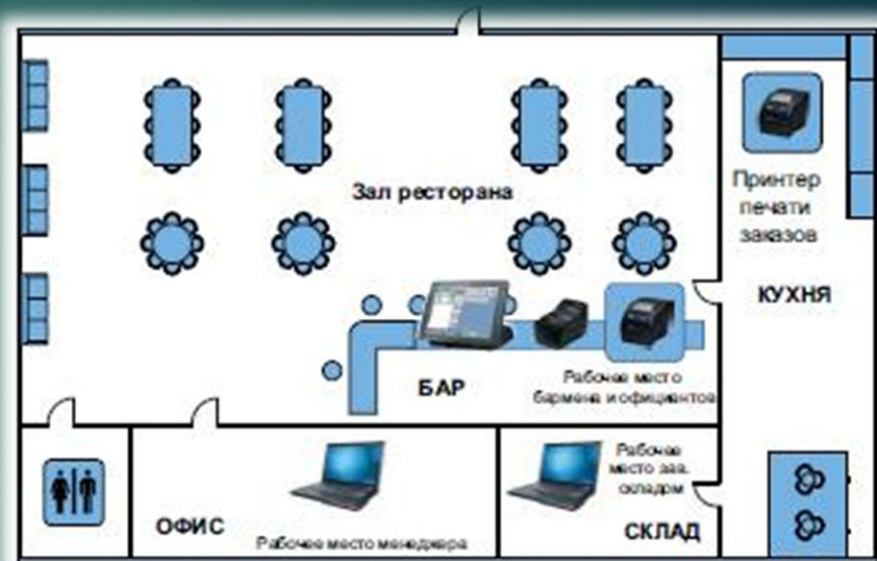 Зал ресторана
Принтер
печати
заказов
КУХНЯ
БАР
Рабочее место
бармена и официантов
Рабочее
место зав.
складом
ОФИС
Рабочее место менеджера
СКЛАД